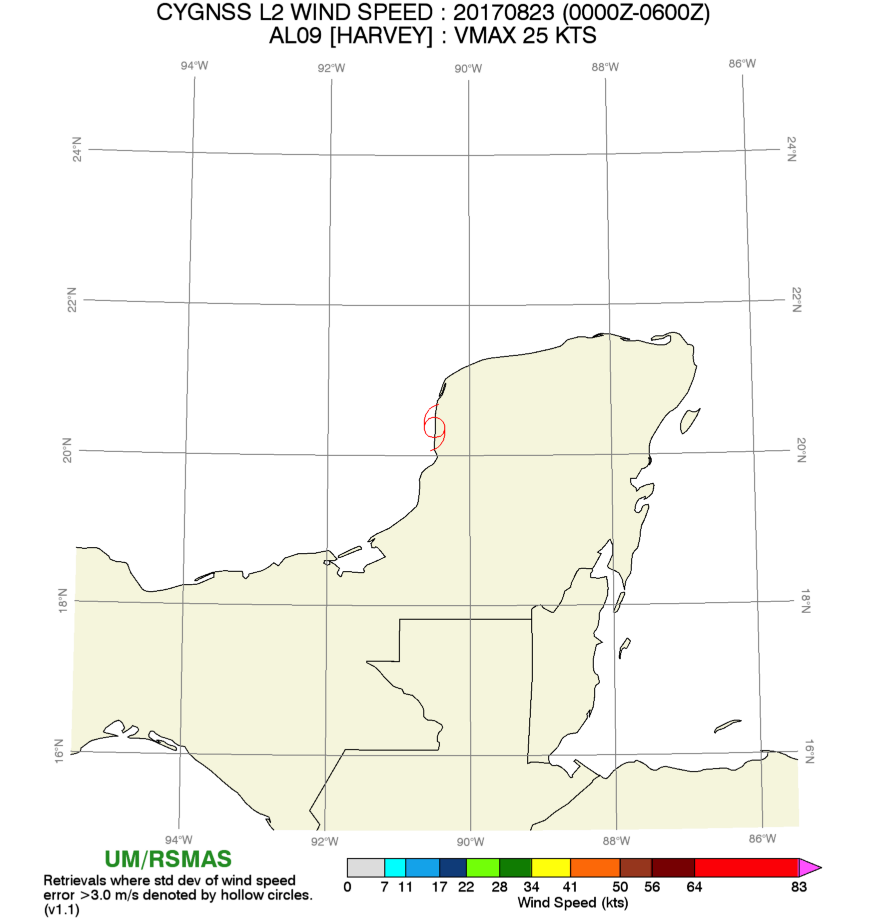 CYGNSS L2 WIND SPEED : 20170823 (0000Z-0600Z)
AL09 [HARVEY] : VMAX 25 KTS
94°W 92°W 90°W 88°W 86°W
24°N 24°N
22°N 22°N
20°N 20°N
18°N 18°N
16°N 16°N
94°W 92°W 90°W 88°W 86°W
UM/RSMAS
Retrievals where std dev of wind speed
error >3.0 m/s denoted by hollow circles.
(v1.1)
0 7 11 17 22 28 34 41 50 56 64 83
Wind Speed (kts)